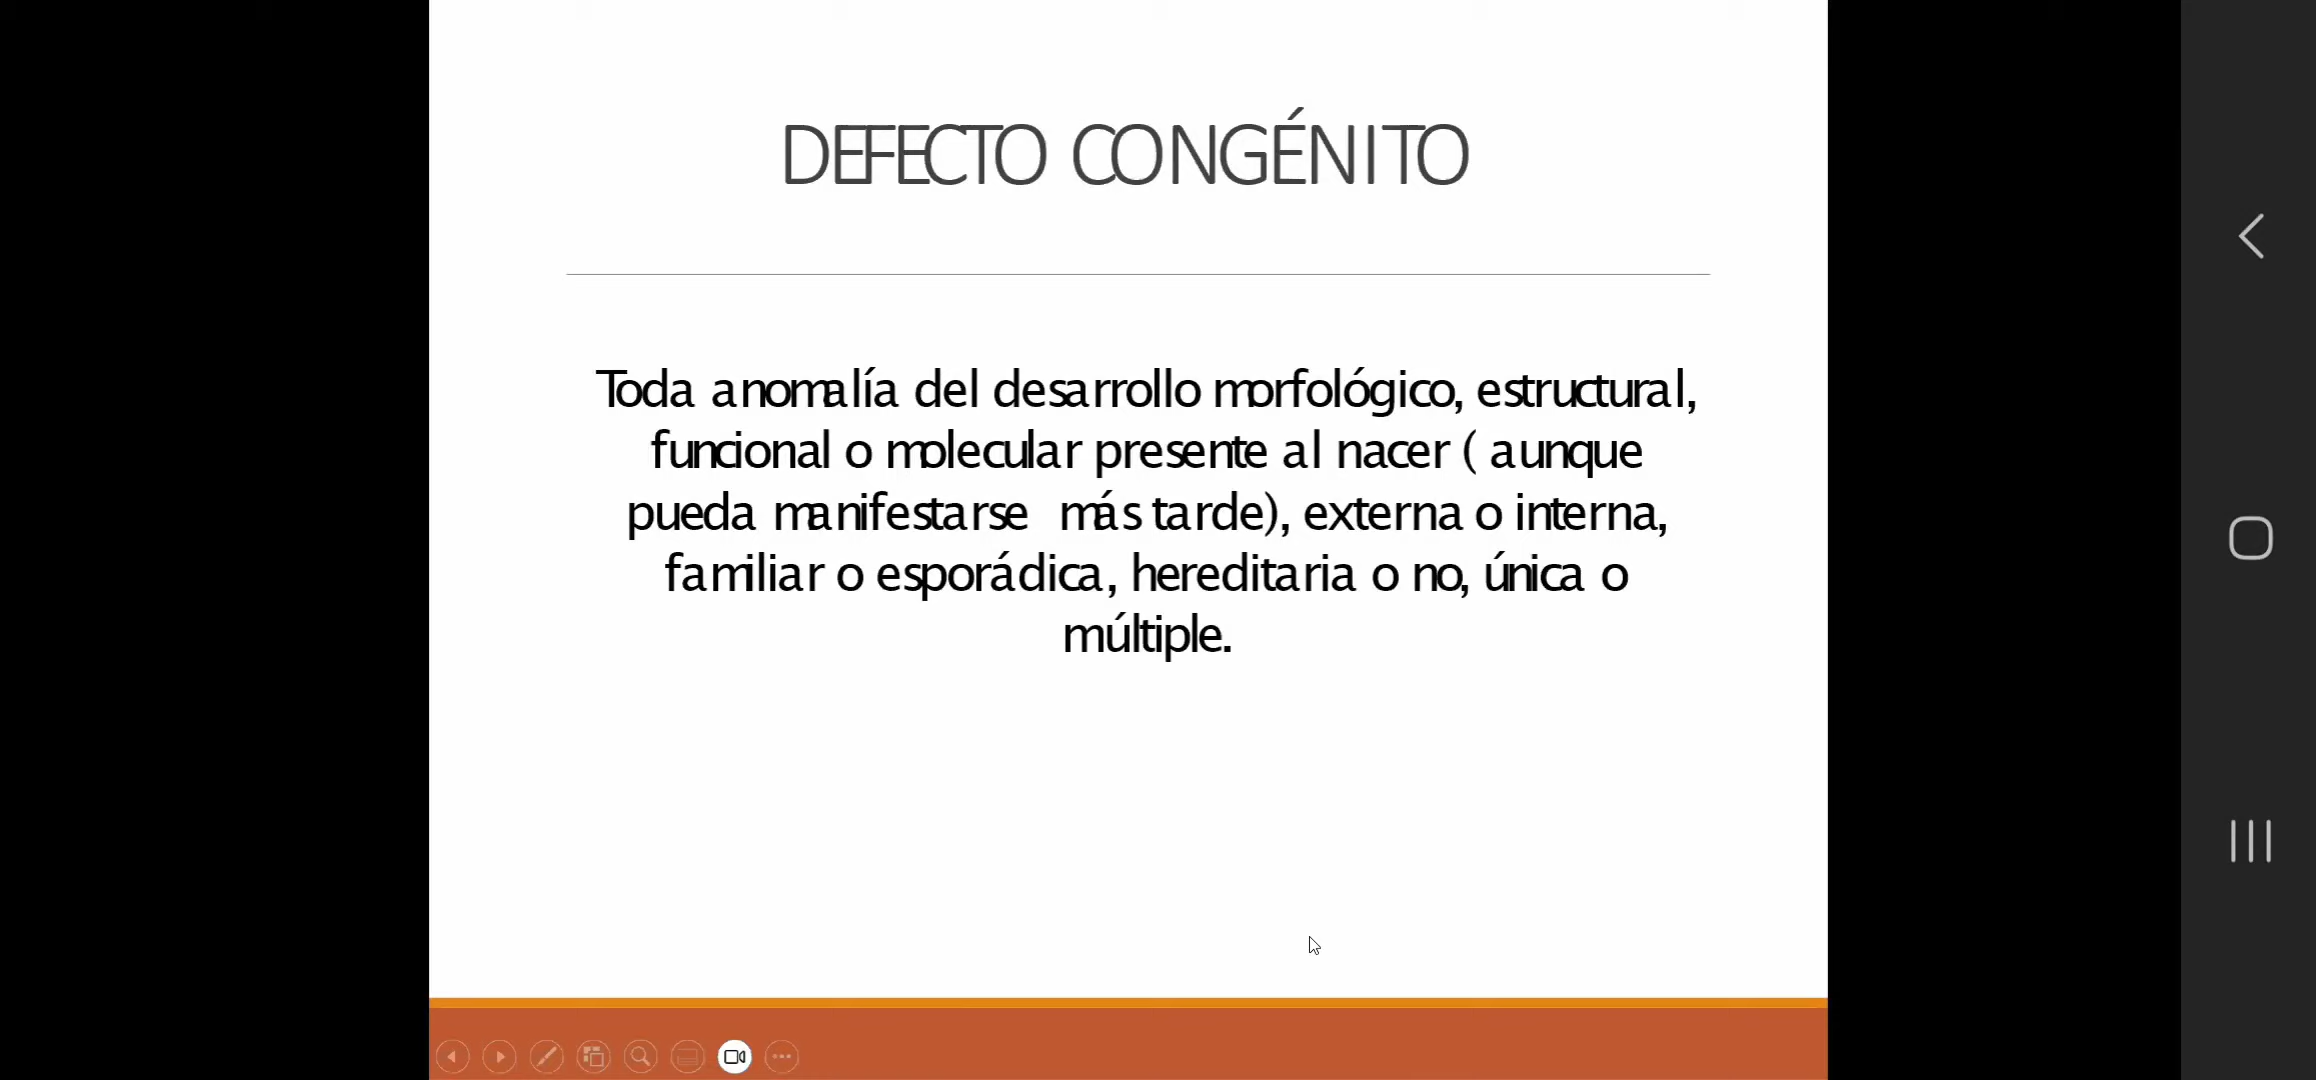 DEFECTO CONGÉNITO
Toda anomalía del desarrollo morfológico, estructural,
funcional o molecular presente al nacer ( aunque
pueda manifestarse más tarde), externa o interna,
familiar o esporádica, hereditaria o no, única o
múltiple.